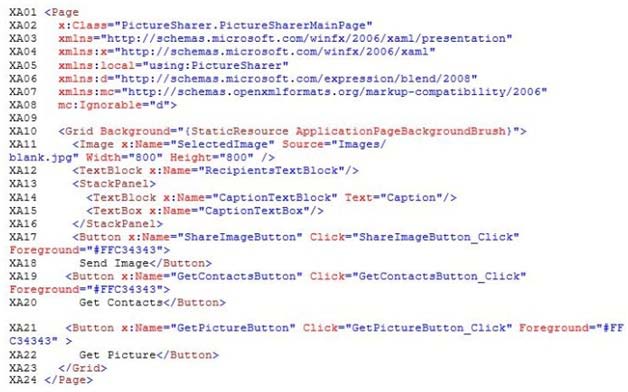 XA01 <Page
XA02 x:Class="PictureSharer.PictureSharerMainPage"
XA03 xmlns="http://schemas.microsoft.com/winfx/2006/xaml/presentation"
XA04 xmlns:x="http://schemas.microsoft.com/winfx/2006/xaml"
XA05 xmlns:local="using:PictureSharer"
XA06 xmlns:d="http://schemas.microsoft.com/expression/blend/2008"
XA07 xmlns:mc="http://schemas.openxmlformats.org/markup-compatibility/2006"
XA08 mc:Ignorable="d">
XA09
XA10 <Grid Background="{StaticResource ApplicationPageBackgroundBrush}">
XA11 <Image x:Name="SelectedImage" Source="Images/
blank.jpg" Width="800" Height="800" />
XA12 <TextBlock x:Name="RecipientsTextBlock"/>
XA13 <StackPanel>
XA14 <TextBlock x:Name="CaptionTextBlock" Text="Caption"/>
XA15 <TextBox x:Name="CaptionTextBox"/>
XA16 </StackPanel>
XA17 <Button x:Name="ShareImageButton" Click="ShareImageButton_Click"
Foreground="#FFC34343">
XA18 Send Image</Button>
XA19 <Button x:Name="GetContactsButton" Click="GetContactsButton_Click"
Foreground="#FFC34343">
XA20 Get Contacts</Button>
XA21 <Button x:Name="GetPictureButton" Click="GetPictureButton_Click" Foreground="#FF
C34343" >
XA22 Get Picture</Button>
XA23 </Grid>
XA24 </Page>